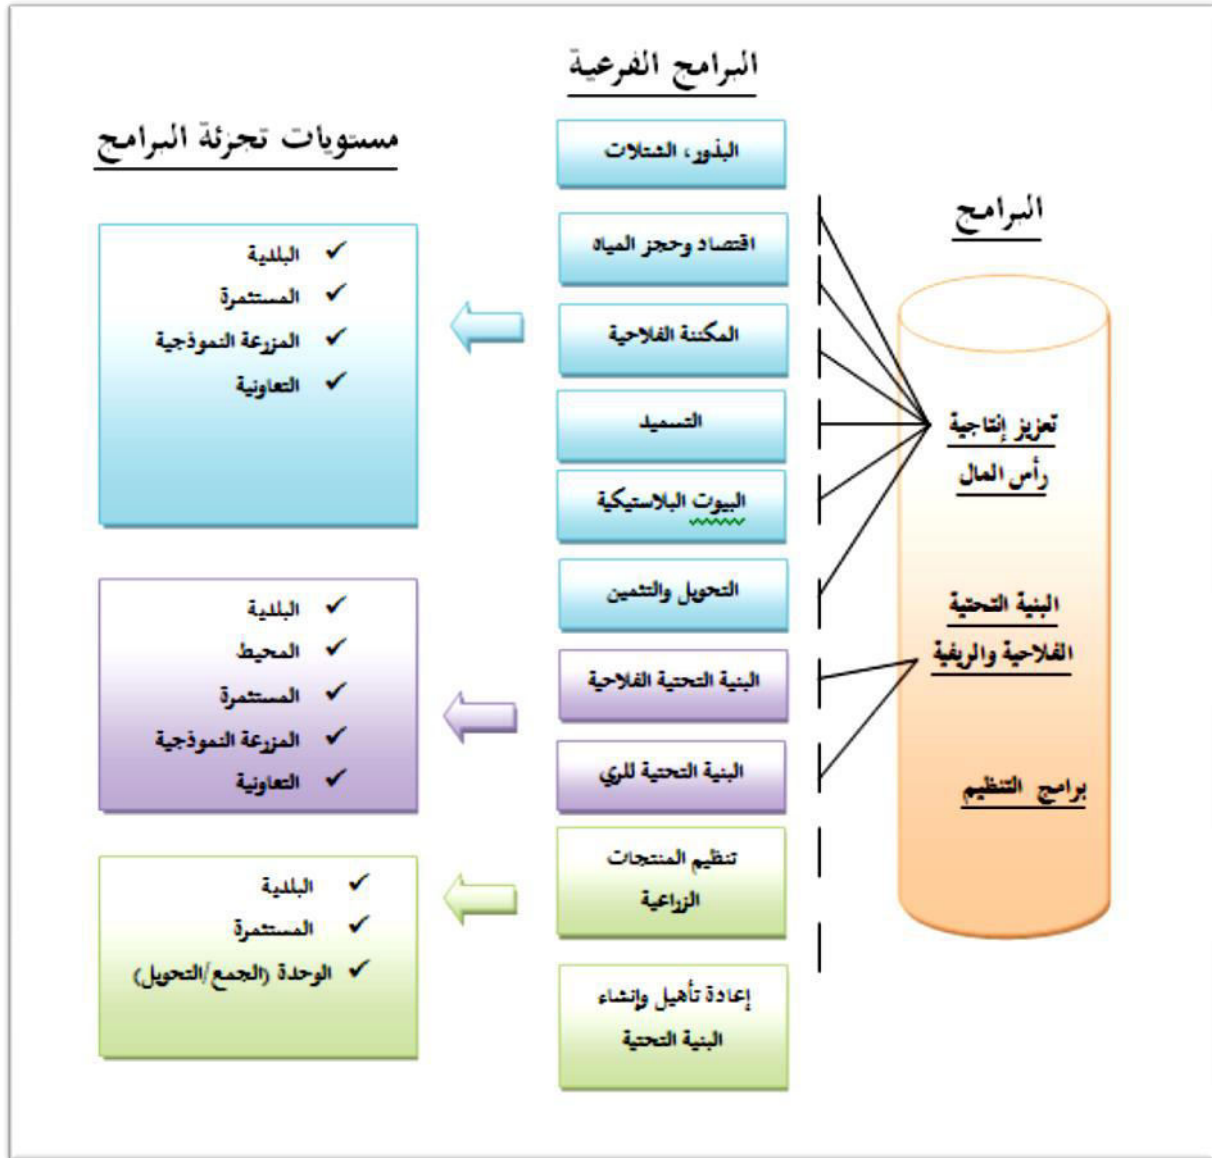 البرامج
تعزيز إنتاجية
رأس المال
البنية التحتية
الفلاحية والريفية
برامج التنظيم
البرامج الفرعية
البذور، الشتلات
اقتصاد وحجز المياه
المكننة الفلاحية
التسميد
البيوت البلاستيكية
التحويل والتثمين
البنية التحتية الفلاحية
البنية التحتية للري
تنظيم المنتجات
الزراعية
إعادة تأهيل وإنشاء
البنية التحتية
مستويات تجزئة البرامج
✓ البلدية
✓ المستثمرة
✓ المزرعة النموذجية
✓ التعاونية
✓ البلدية
✓ المحيط
✓ المستثمرة
✓ المزرعة النموذجية
✓ التعاونية
✓ البلدية
✓ المستثمرة
✓ الوحدة (الجمع/التحويل)